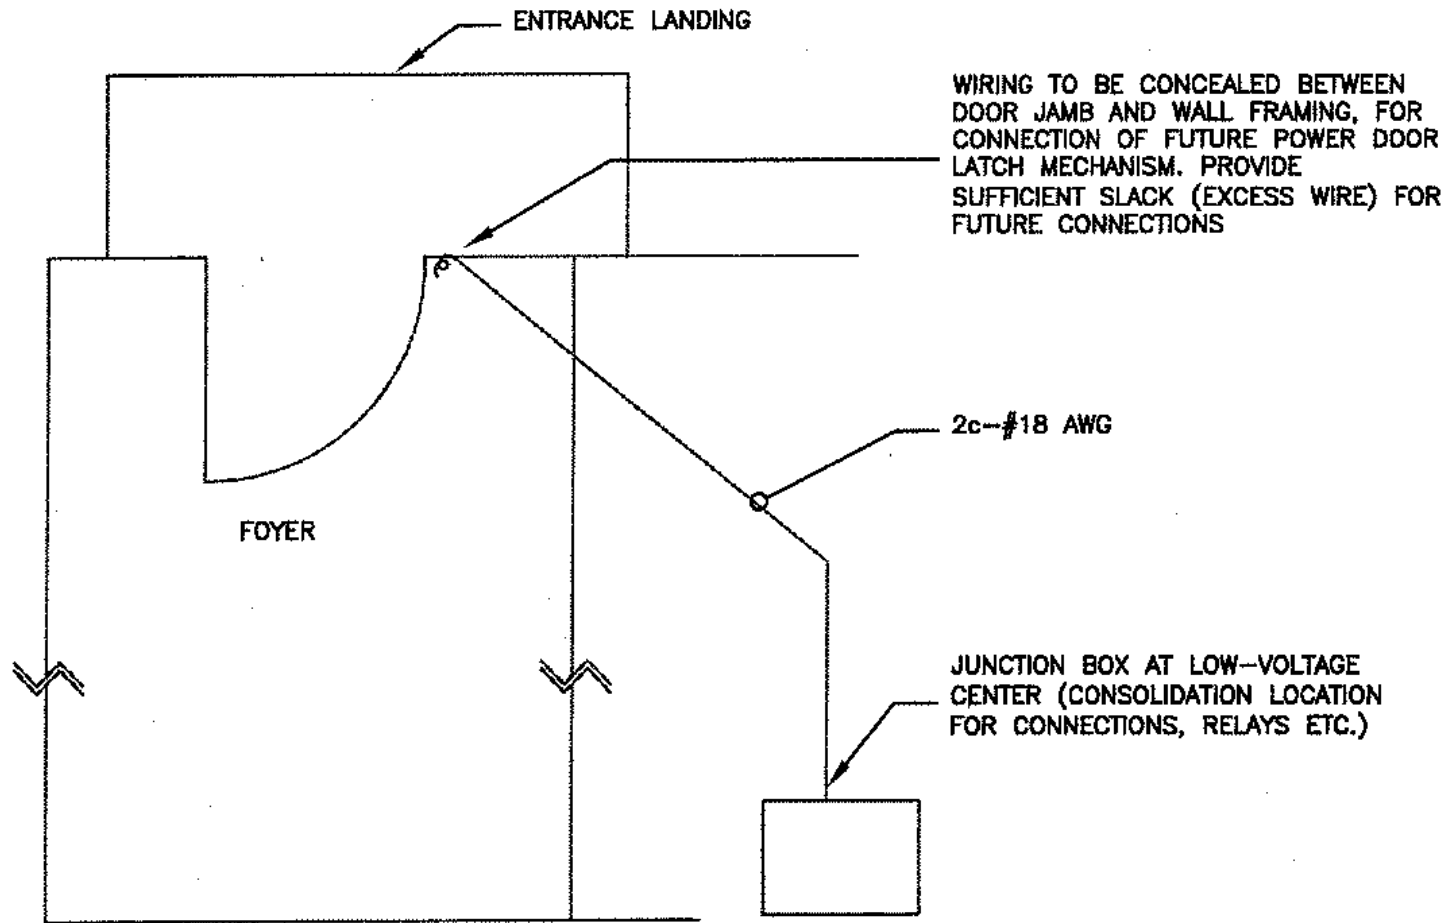 ENTRANCE LANDING
WIRING TO BE CONCEALED BETWEEN
DOOR JAMB AND WALL FRAMING, FOR
CONNECTION OF FUTURE POWER DOOR
LATCH MECHANISM. PROVIDE
SUFFICIENT SLACK (EXCESS WIRE) FOR
FUTURE CONNECTIONS
2c-#18 AWG
FOYER
JUNCTION BOX AT LOW-VOLTAGE
CENTER (CONSOLIDATION LOCATION
FOR CONNECTIONS, RELAYS ETC.)